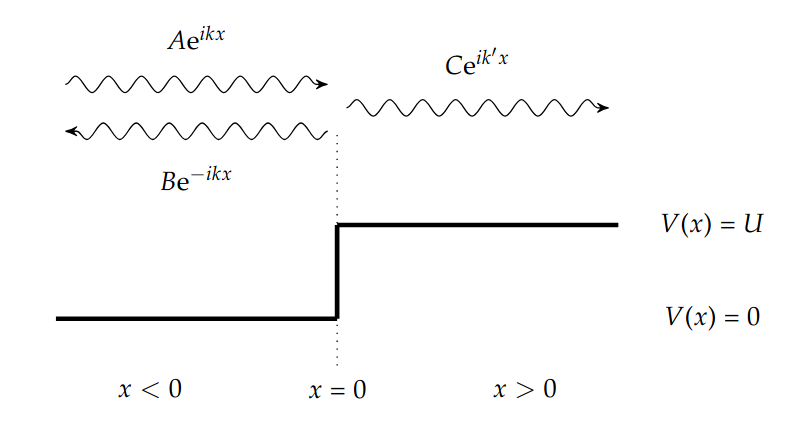 Ae^{ikx}
Ce^{ik'x}
Be^{-ikx}
V(x) = U
V(x) = 0
x < 0
x = 0
x > 0